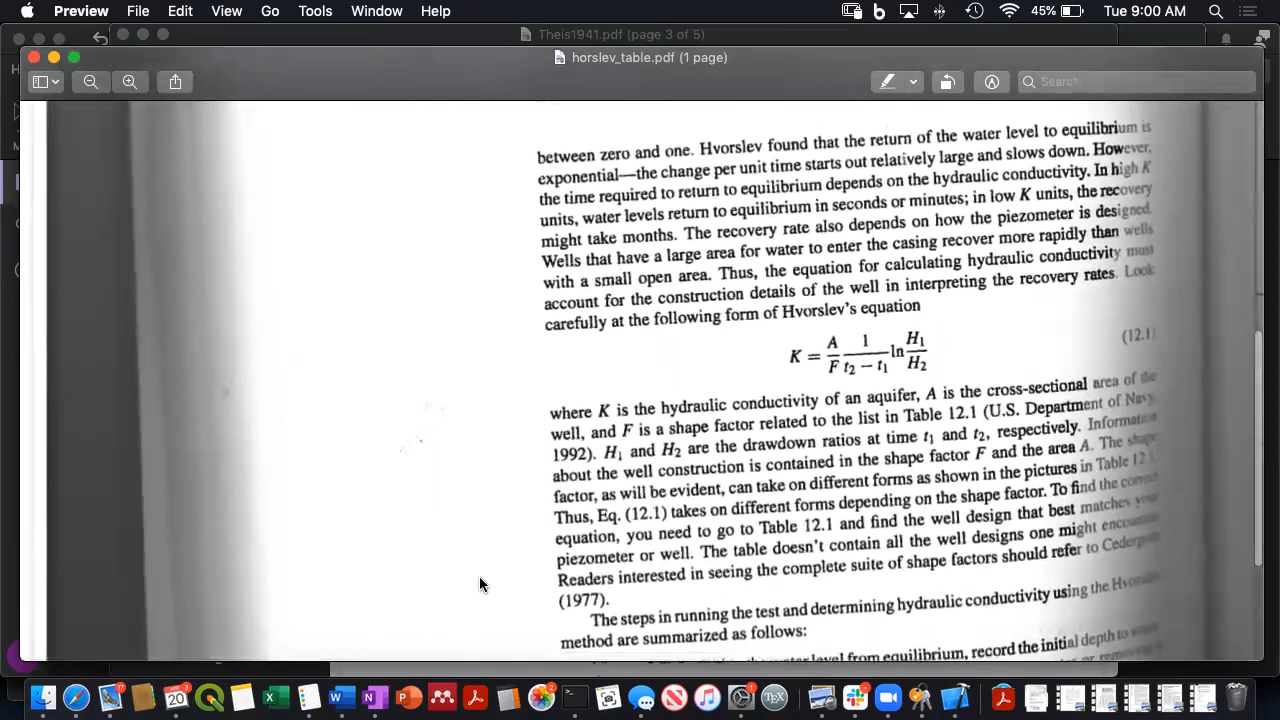 Preview File Edit View Go Tools Window Help 45% Tue 9:00 AM
Theis1941.pdf (page 3 of 5)
horslev_table.pdf (1 page)
Search
between zero and one. Hvorslev found that the return of the water level to equilibrium is
exponential—the change per unit time starts out relatively large and slows down. However,
the time required to return to equilibrium depends on the hydraulic conductivity. In high K
units, water levels return to equilibrium in seconds or minutes; in low K units, the recovery
might take months. The recovery rate also depends on how the piezometer is designed.
Wells that have a large area for water to enter the casing recover more rapidly than wells
with a small open area. Thus, the equation for calculating hydraulic conductivity must
account for the construction details of the well in interpreting the recovery rates. Look
carefully at the following form of Hvorslev's equation
K = A/F 1/(t₂ − t₁) ln H₁/H₂ (12.1)
where K is the hydraulic conductivity of an aquifer, A is the cross-sectional area of the
well, and F is a shape factor related to the list in Table 12.1 (U.S. Department of Navy
1992). H₁ and H₂ are the drawdown ratios at time t₁ and t₂, respectively. Information
about the well construction is contained in the shape factor F and the area A. The shape
factor, as will be evident, can take on different forms as shown in the pictures in Table 12
Thus, Eq. (12.1) takes on different forms depending on the shape factor. To find the correct
equation, you need to go to Table 12.1 and find the well design that best matches your
piezometer or well. The table doesn't contain all the well designs one might encounter
Readers interested in seeing the complete suite of shape factors should refer to Cedergren
(1977).
The steps in running the test and determining hydraulic conductivity using the Hvorslev
method are summarized as follows:
the water level from equilibrium, record the initial depth to water